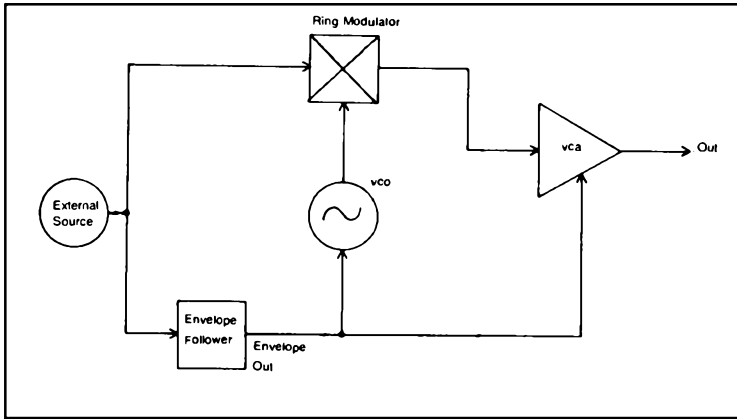 Ring Modulator
vca
Out
vco
External
Source
Envelope
Follower
Envelope
Out